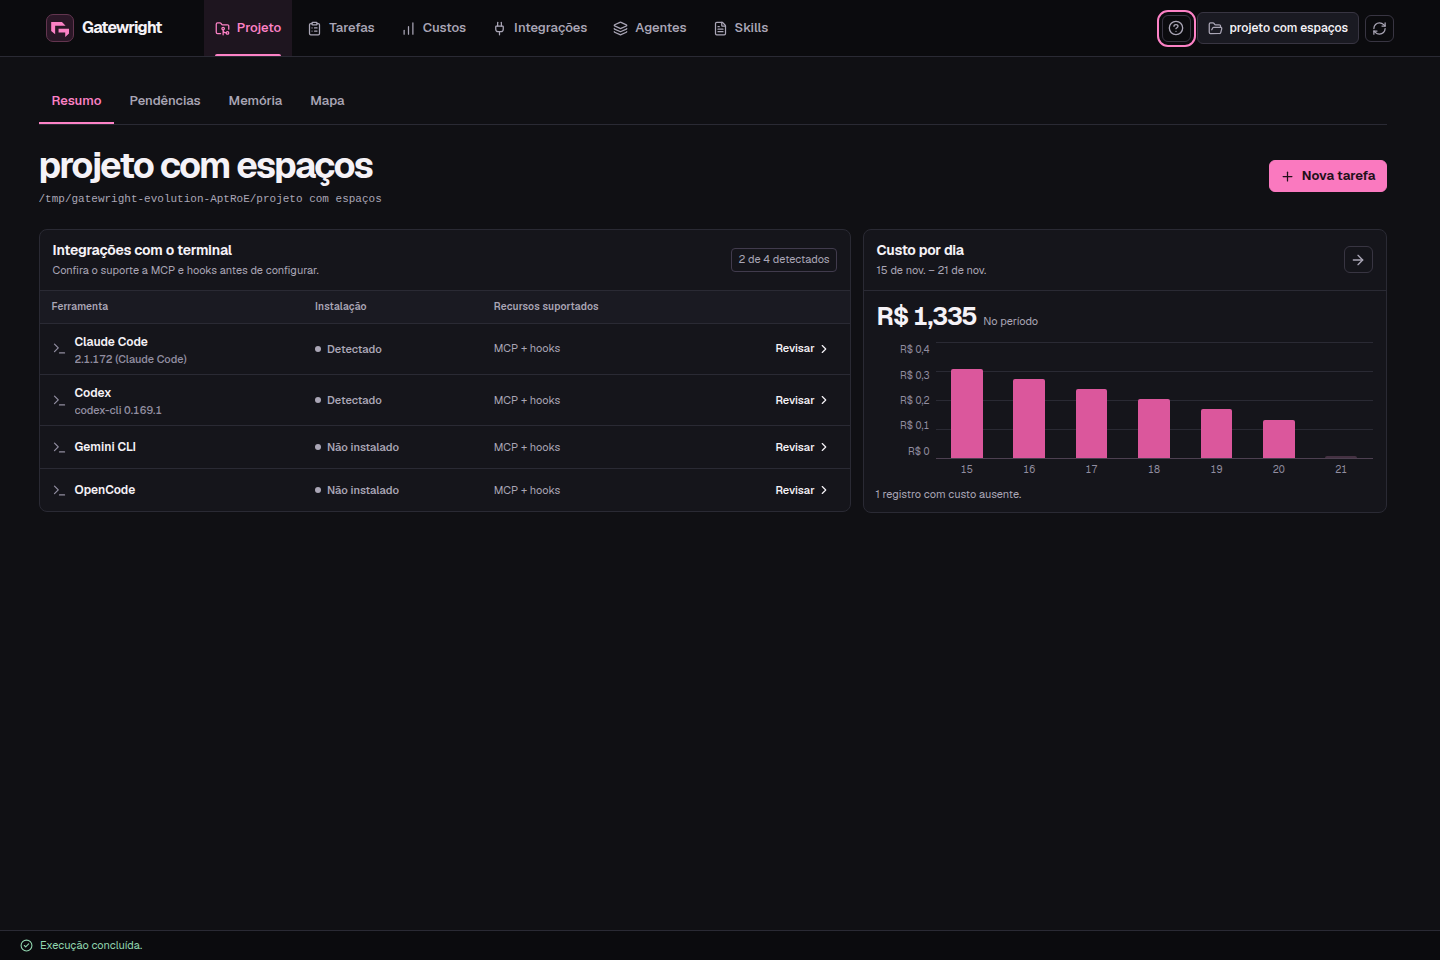 Gatewright
Projeto
Tarefas
Custos
Integrações
Agentes
Skills
projeto com espaços
Resumo
Pendências
Memória
Mapa
projeto com espaços
/tmp/gatewright-evolution-AptRoE/projeto com espaços
Nova tarefa
Integrações com o terminal
Confira o suporte a MCP e hooks antes de configurar.
2 de 4 detectados
Ferramenta Instalação Recursos suportados
Claude Code
2.1.172 (Claude Code)
Detectado
MCP + hooks
Revisar
Codex
codex-cli 0.169.1
Detectado
MCP + hooks
Revisar
Gemini CLI
Não instalado
MCP + hooks
Revisar
OpenCode
Não instalado
MCP + hooks
Revisar
Custo por dia
15 de nov. – 21 de nov.
R$ 1,335 No período
R$ 0,4
R$ 0,3
R$ 0,2
R$ 0,1
R$ 0
15 16 17 18 19 20 21
1 registro com custo ausente.
Execução concluída.